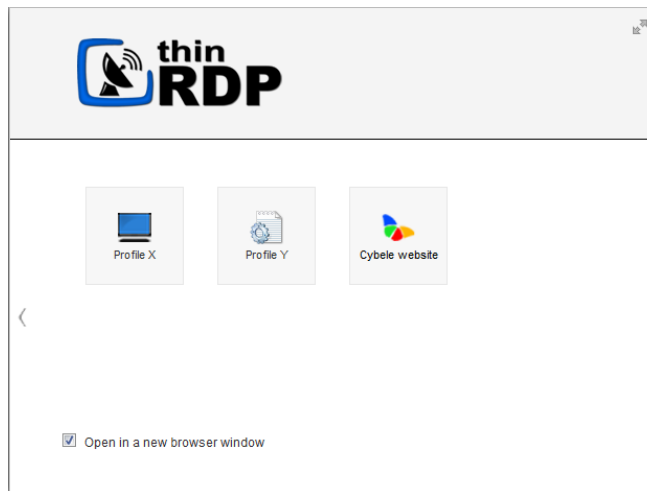 thin
RDP
Profile X
Profile Y
Cybele website
Open in a new browser window